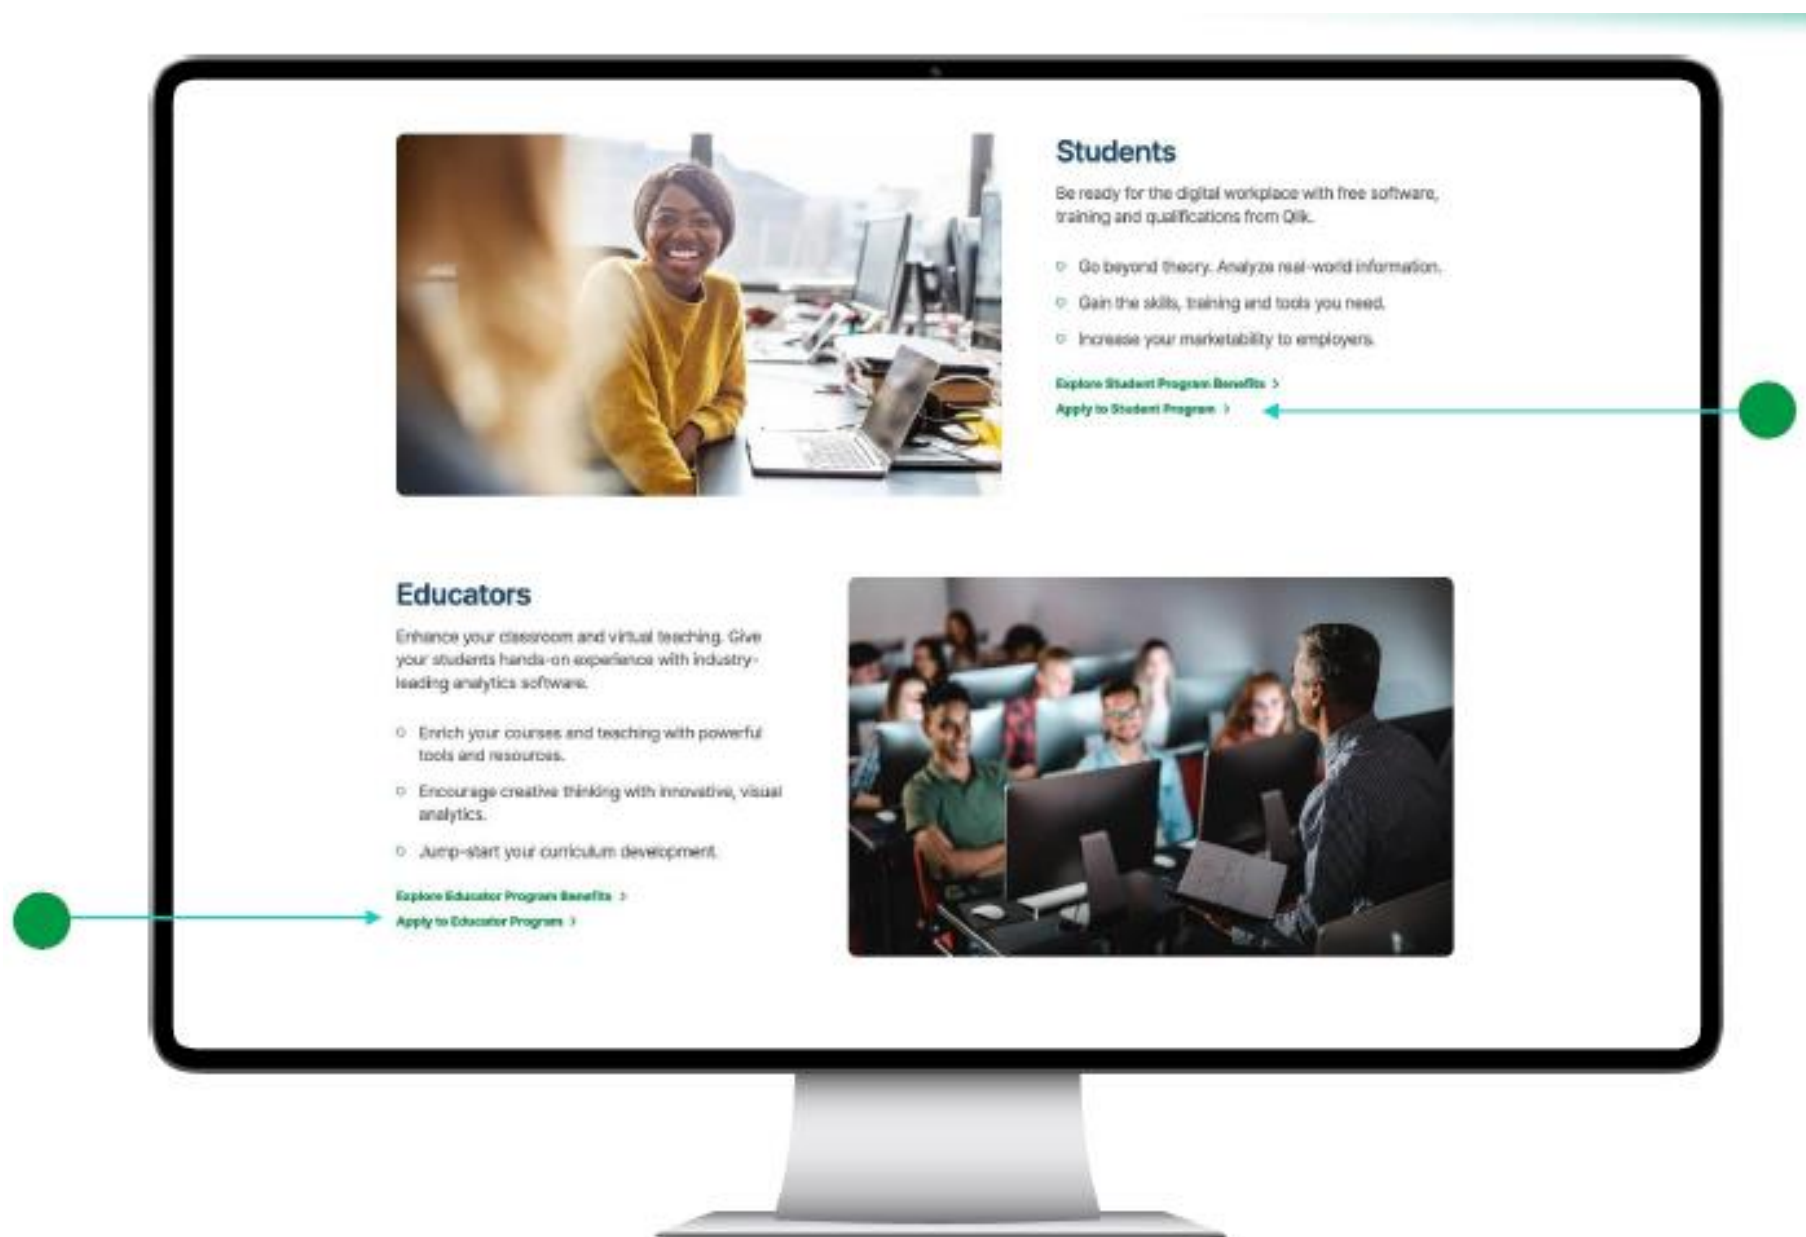 Students
Be ready for the digital workplace with free software,
training and qualifications from Qlik.
Go beyond theory. Analyze real-world information.
Gain the skills, training and tools you need.
Increase your marketability to employers.
Explore Student Program Benefits >
Apply to Student Program >
Educators
Enhance your classroom and virtual teaching. Give
your students hands-on experience with industry-
leading analytics software.
Enrich your courses and teaching with powerful
tools and resources.
Encourage creative thinking with innovative, visual
analytics.
Jump-start your curriculum development.
Explore Educator Program Benefits >
Apply to Educator Program >